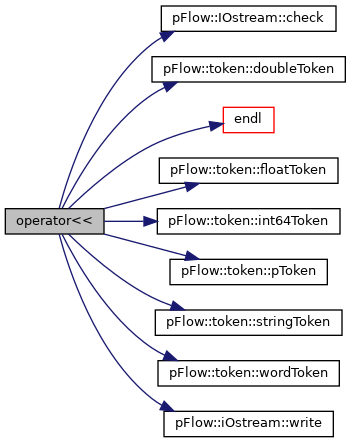 pFlow::IOstream::check
pFlow::token::doubleToken
endl
pFlow::token::floatToken
operator<<
pFlow::token::int64Token
pFlow::token::pToken
pFlow::token::stringToken
pFlow::token::wordToken
pFlow::iOstream::write